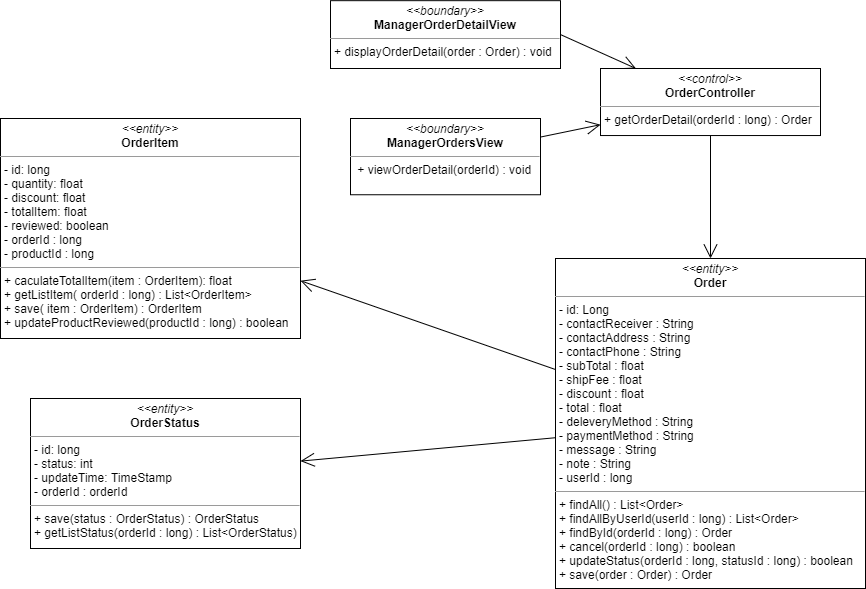 <<boundary>>
ManagerOrderDetailView
+ displayOrderDetail(order : Order) : void
<<control>>
OrderController
+ getOrderDetail(orderId : long) : Order
<<boundary>>
ManagerOrdersView
+ viewOrderDetail(orderId) : void
<<entity>>
OrderItem
- id: long
- quantity: float
- discount: float
- totalItem: float
- reviewed: boolean
- orderId : long
- productId : long
+ caculateTotalItem(item : OrderItem): float
+ getListItem( orderId : long) : List<OrderItem>
+ save( item : OrderItem) : OrderItem
+ updateProductReviewed(productId : long) : boolean
<<entity>>
Order
- id: Long
- contactReceiver : String
- contactAddress : String
- contactPhone : String
- subTotal : float
- shipFee : float
- discount : float
- total : float
- deleveryMethod : String
- paymentMethod : String
- message : String
- note : String
- userId : long
+ findAll() : List<Order>
+ findAllByUserId(userId : long) : List<Order>
+ findById(orderId : long) : Order
+ cancel(orderId : long) : boolean
+ updateStatus(orderId : long, statusId : long) : boolean
+ save(order : Order) : Order
<<entity>>
OrderStatus
- id: long
- status: int
- updateTime: TimeStamp
- orderId : orderId
+ save(status : OrderStatus) : OrderStatus
+ getListStatus(orderId : long) : List<OrderStatus)